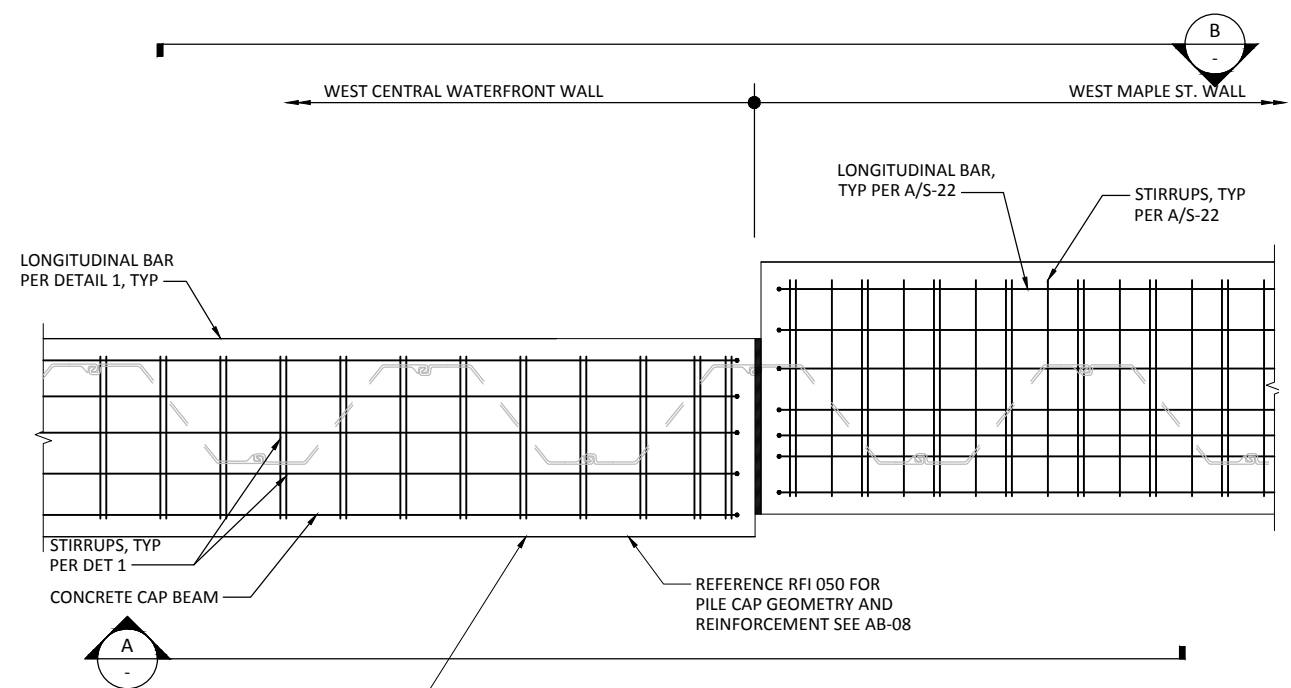 B
-
WEST CENTRAL WATERFRONT WALL
WEST MAPLE ST. WALL
LONGITUDINAL BAR,
TYP PER A/S-22
STIRRUPS, TYP
PER A/S-22
LONGITUDINAL BAR
PER DETAIL 1, TYP
STIRRUPS, TYP
PER DET 1
CONCRETE CAP BEAM
REFERENCE RFI 050 FOR
PILE CAP GEOMETRY AND
REINFORCEMENT SEE AB-08
A
-